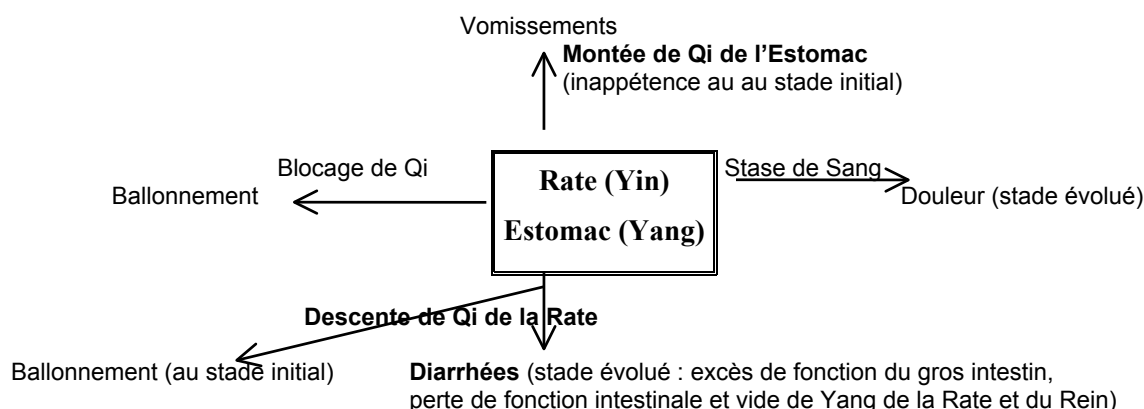 Vomissements
Montée de Qi de l’Estomac
(inappétence au au stade initial)
Blocage de Qi
Ballonnement
Rate (Yin)
Estomac (Yang)
Stase de Sang
Douleur (stade évolué)
Descente de Qi de la Rate
Ballonnement (au stade initial)
Diarrhées (stade évolué : excès de fonction du gros intestin,
perte de fonction intestinale et vide de Yang de la Rate et du Rein)